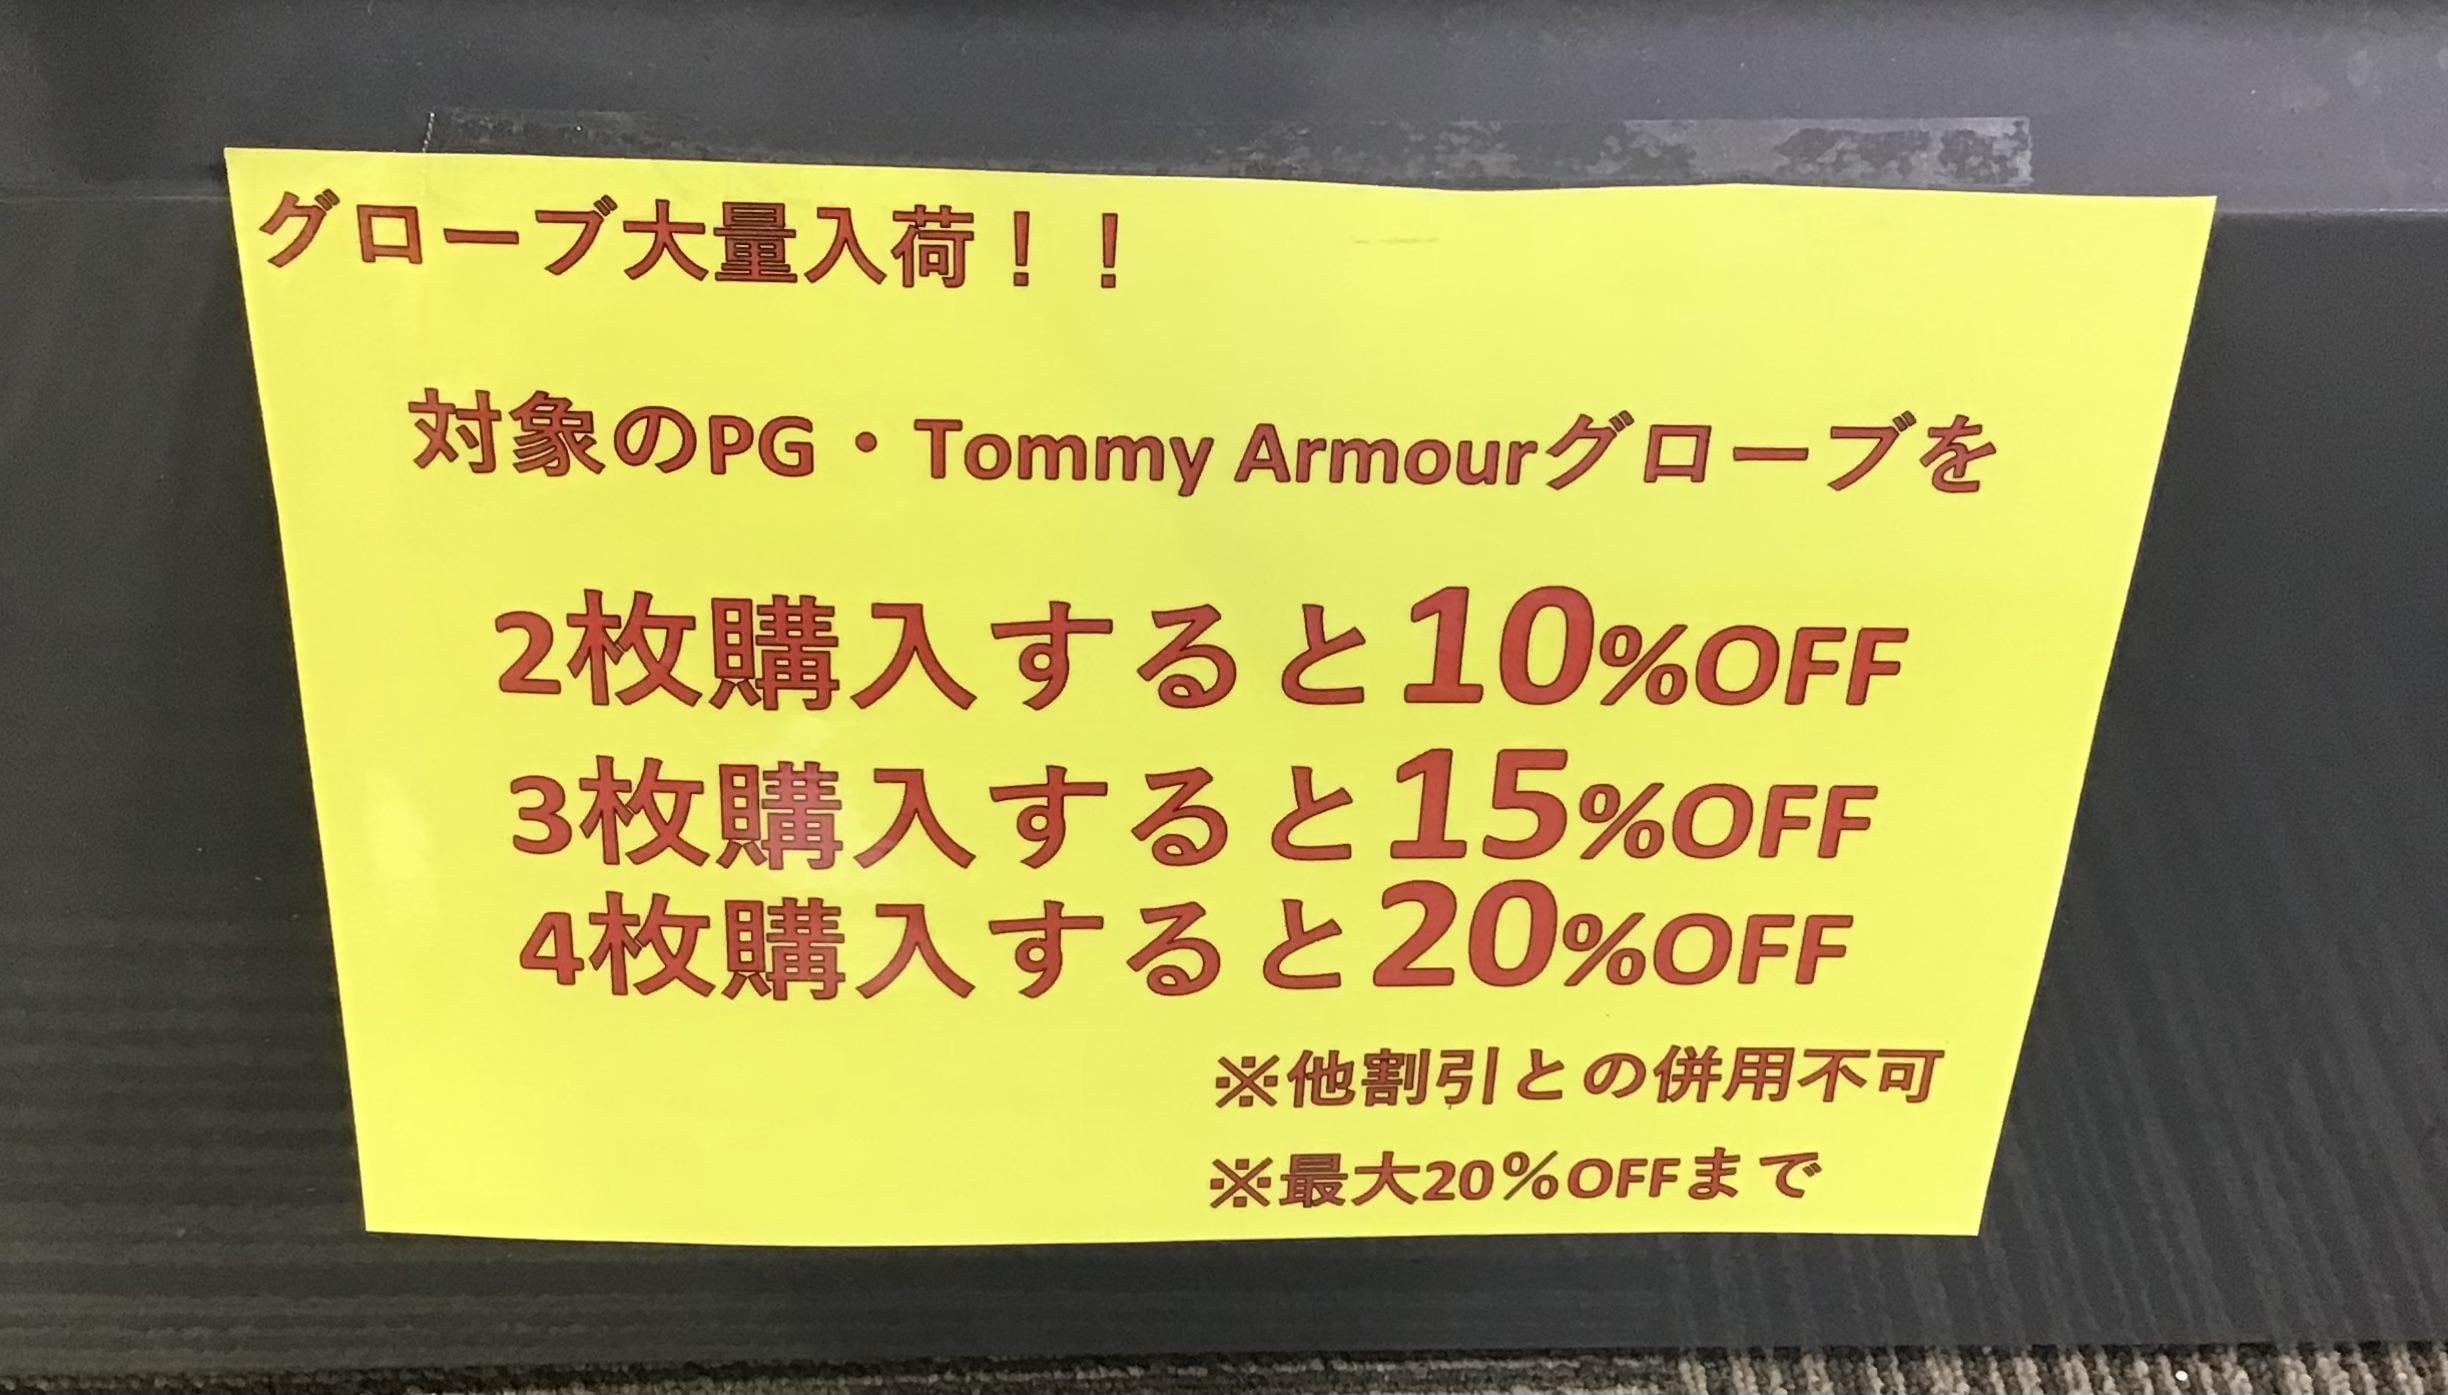 グローブ大量入荷！！
対象のPG・Tommy Armourグローブを
2枚購入すると10%OFF
3枚購入すると15%OFF
4枚購入すると20%OFF
※他割引との併用不可
※最大20％OFFまで